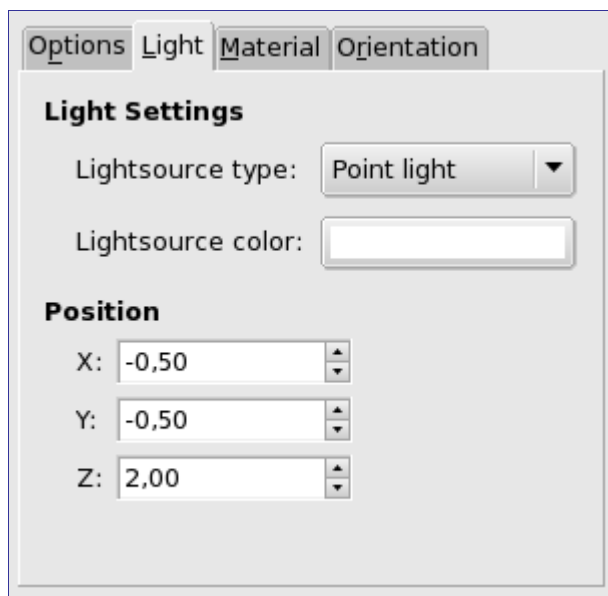 Options Light Material Orientation
Light Settings
Lightsource type: Point light
Lightsource color:
Position
X: -0,50
Y: -0,50
Z: 2,00